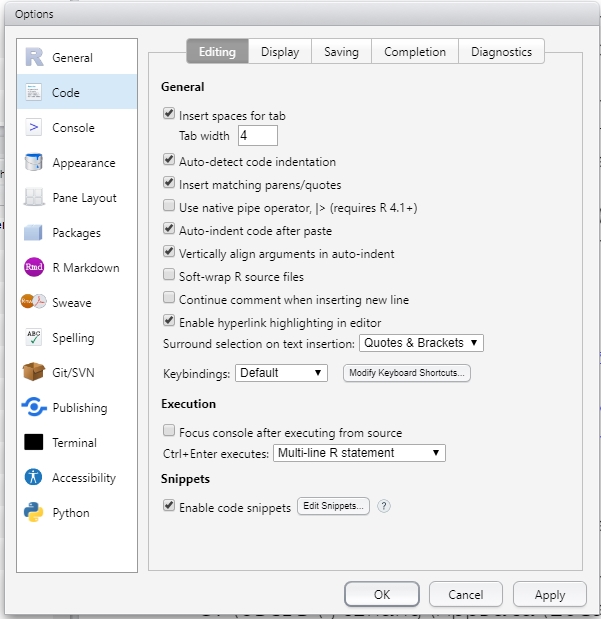 Options
General
Code
Console
Appearance
Pane Layout
Packages
R Markdown
Sweave
Spelling
Git/SVN
Publishing
Terminal
Accessibility
Python
Editing Display Saving Completion Diagnostics
General
Insert spaces for tab
Tab width 4
Auto-detect code indentation
Insert matching parens/quotes
Use native pipe operator, |> (requires R 4.1+)
Auto-indent code after paste
Vertically align arguments in auto-indent
Soft-wrap R source files
Continue comment when inserting new line
Enable hyperlink highlighting in editor
Surround selection on text insertion: Quotes & Brackets
Keybindings: Default Modify Keyboard Shortcuts...
Execution
Focus console after executing from source
Ctrl+Enter executes: Multi-line R statement
Snippets
Enable code snippets Edit Snippets... ?
OK Cancel Apply